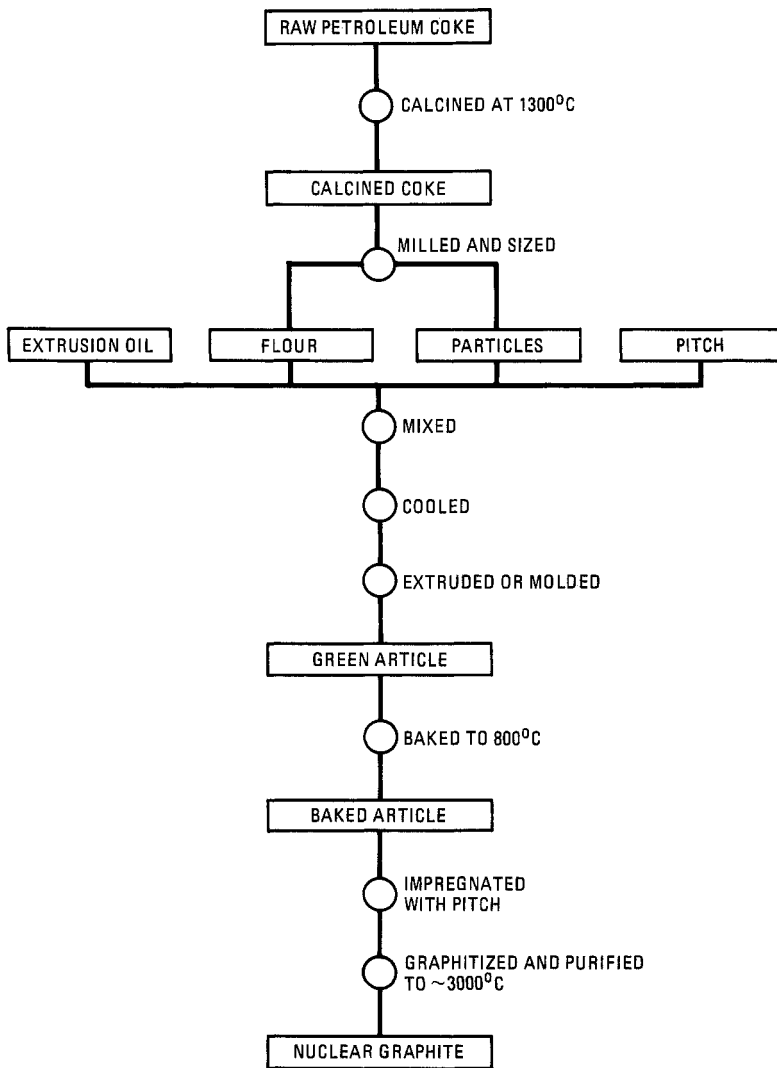 RAW PETROLEUM COKE
CALCINED AT 1300°C
CALCINED COKE
MILLED AND SIZED
EXTRUSION OIL
FLOUR
PARTICLES
PITCH
MIXED
COOLED
EXTRUDED OR MOLDED
GREEN ARTICLE
BAKED TO 800°C
BAKED ARTICLE
IMPREGNATED
WITH PITCH
GRAPHITIZED AND PURIFIED
TO ~3000°C
NUCLEAR GRAPHITE